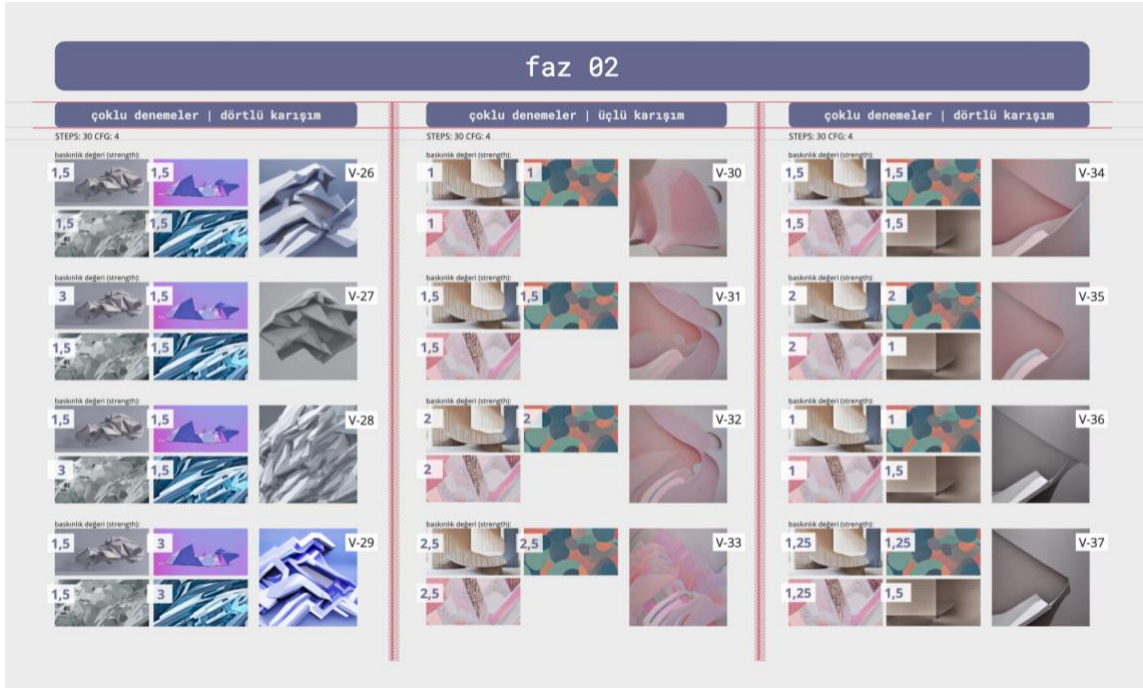 faz 02
çoklu denemeler | dörtlü karışım
STEPS: 30 CFG: 4
baskınlık değeri (strength):
1,5 1,5 V-26
1,5 1,5
baskınlık değeri (strength):
3 1,5 V-27
1,5 1,5
baskınlık değeri (strength):
1,5 1,5 V-28
3 1,5
baskınlık değeri (strength):
1,5 3 V-29
1,5 3
çoklu denemeler | üçlü karışım
STEPS: 30 CFG: 4
baskınlık değeri (strength):
1 1 V-30
1
baskınlık değeri (strength):
1,5 1,5 V-31
1,5
baskınlık değeri (strength):
2 2 V-32
2
baskınlık değeri (strength):
2,5 2,5 V-33
2,5
çoklu denemeler | dörtlü karışım
STEPS: 30 CFG: 4
baskınlık değeri (strength):
1,5 1,5 V-34
1,5 1,5
baskınlık değeri (strength):
2 2 V-35
2 1
baskınlık değeri (strength):
1 1 V-36
1 1,5
baskınlık değeri (strength):
1,25 1,25 V-37
1,25 1,5